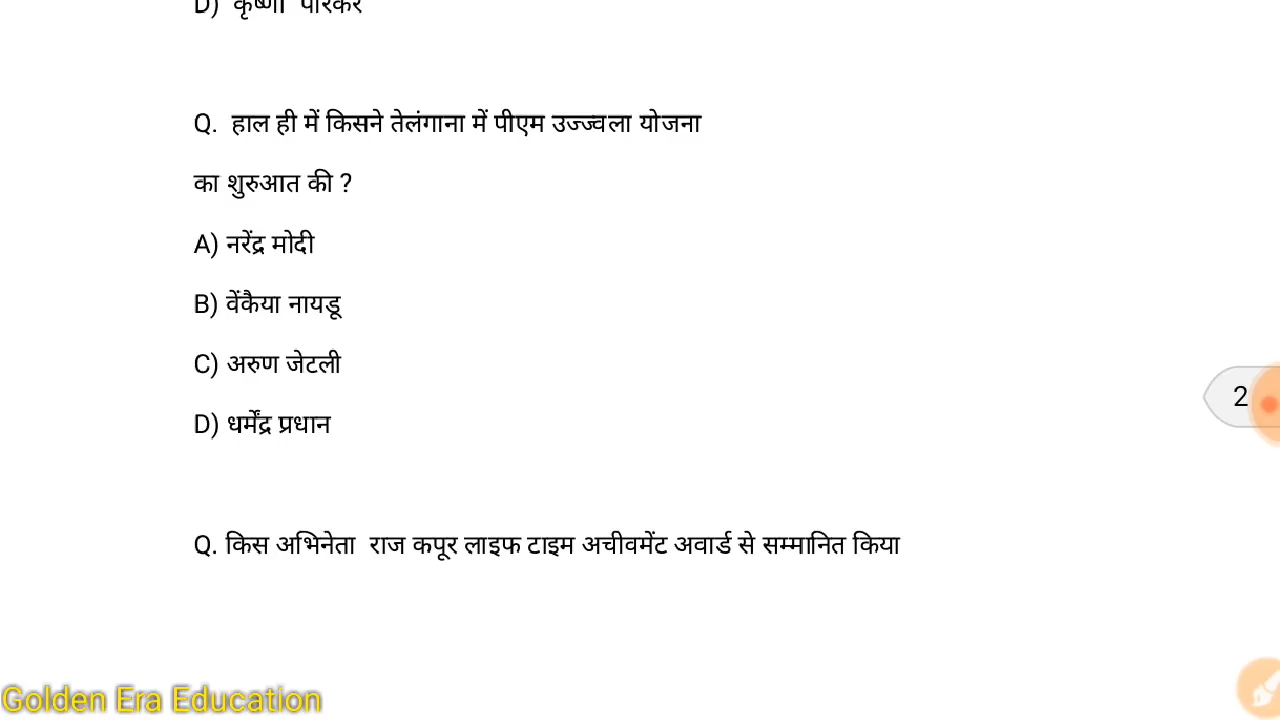 D) कृष्णा पारकर
Q. हाल ही में किसने तेलंगाना में पीएम उज्ज्वला योजना
का शुरुआत की ?
A) नरेंद्र मोदी
B) वेंकैया नायडू
C) अरुण जेटली
2
D) धर्मेंद्र प्रधान
Q. किस अभिनेता राज कपूर लाइफ टाइम अचीवमेंट अवार्ड से सम्मानित किया
Golden Era Education